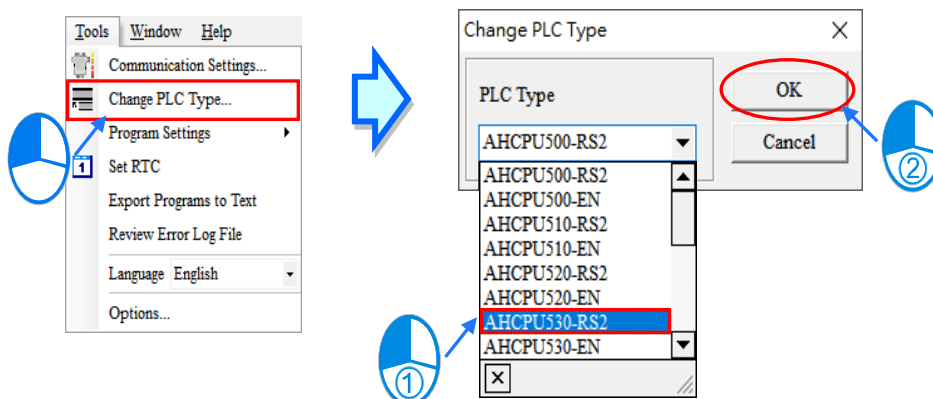 Tools Window Help
Communication Settings...
Change PLC Type...
Program Settings
1 Set RTC
Export Programs to Text
Review Error Log File
Language English
Options...
Change PLC Type
PLC Type
OK
AHCPU500-RS2
Cancel
AHCPU500-RS2
AHCPU500-EN
AHCPU510-RS2
AHCPU510-EN
AHCPU520-RS2
AHCPU520-EN
AHCPU530-RS2
AHCPU530-EN
①
②